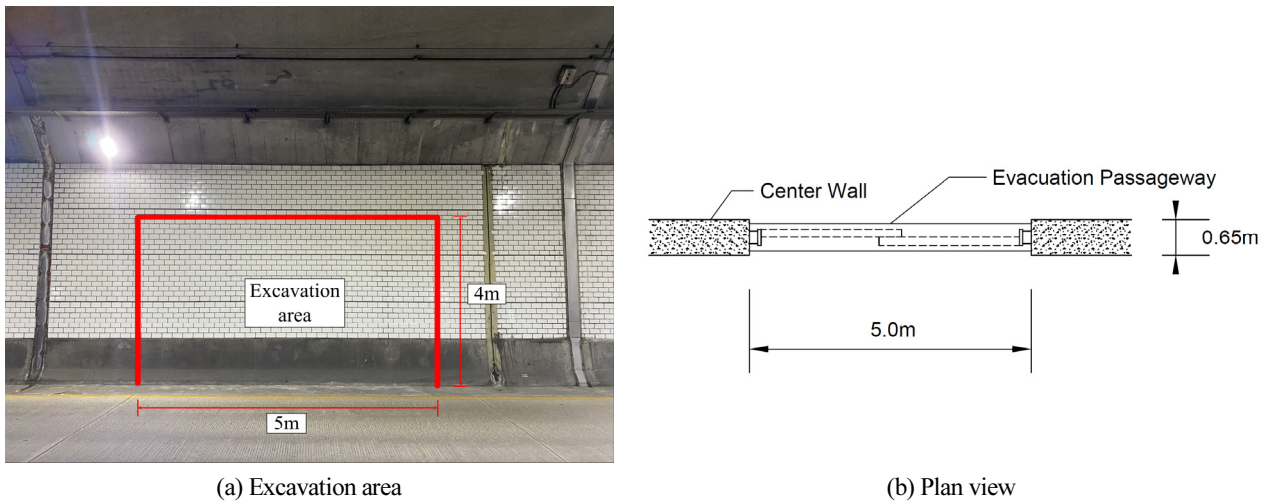 Excavation
area
4m
5m
(a) Excavation area
Center Wall
Evacuation Passageway
0.65m
5.0m
(b) Plan view